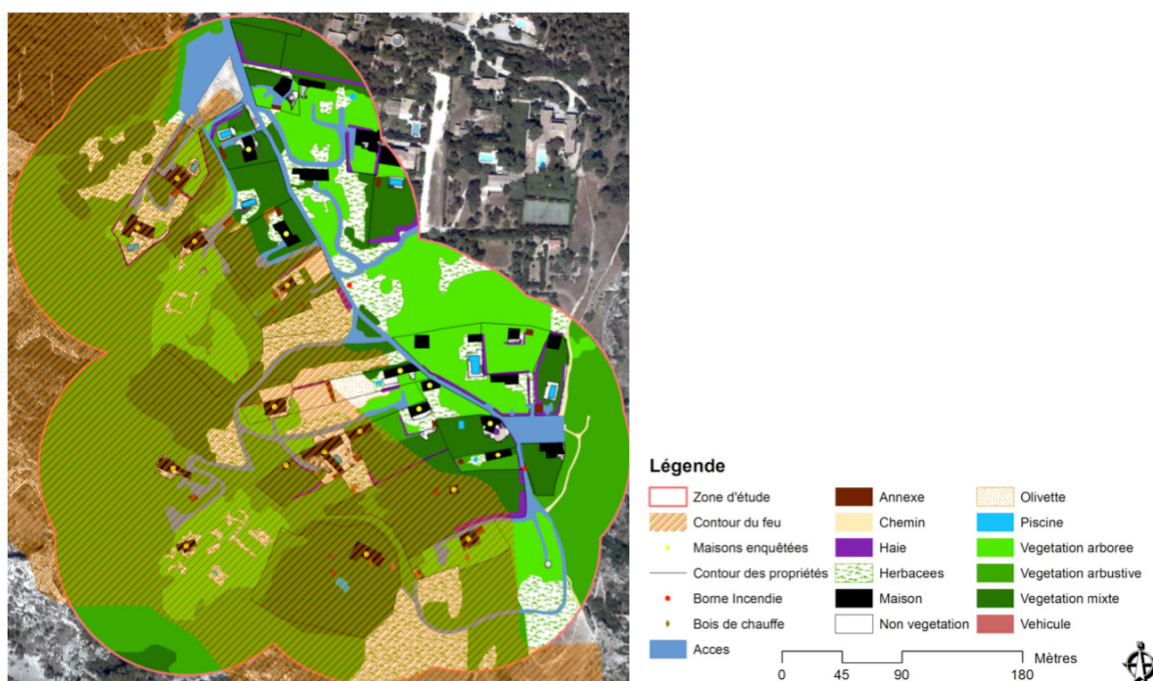 Légende
Zone d'étude
Contour du feu
Maisons enquêtées
Contour des propriétés
Borne Incendie
Bois de chauffe
Acces
Annexe
Chemin
Haie
Herbacees
Maison
Non vegetation
Olivette
Piscine
Vegetation arboree
Vegetation arbustive
Vegetation mixte
Vehicule
Mètres
0 45 90 180